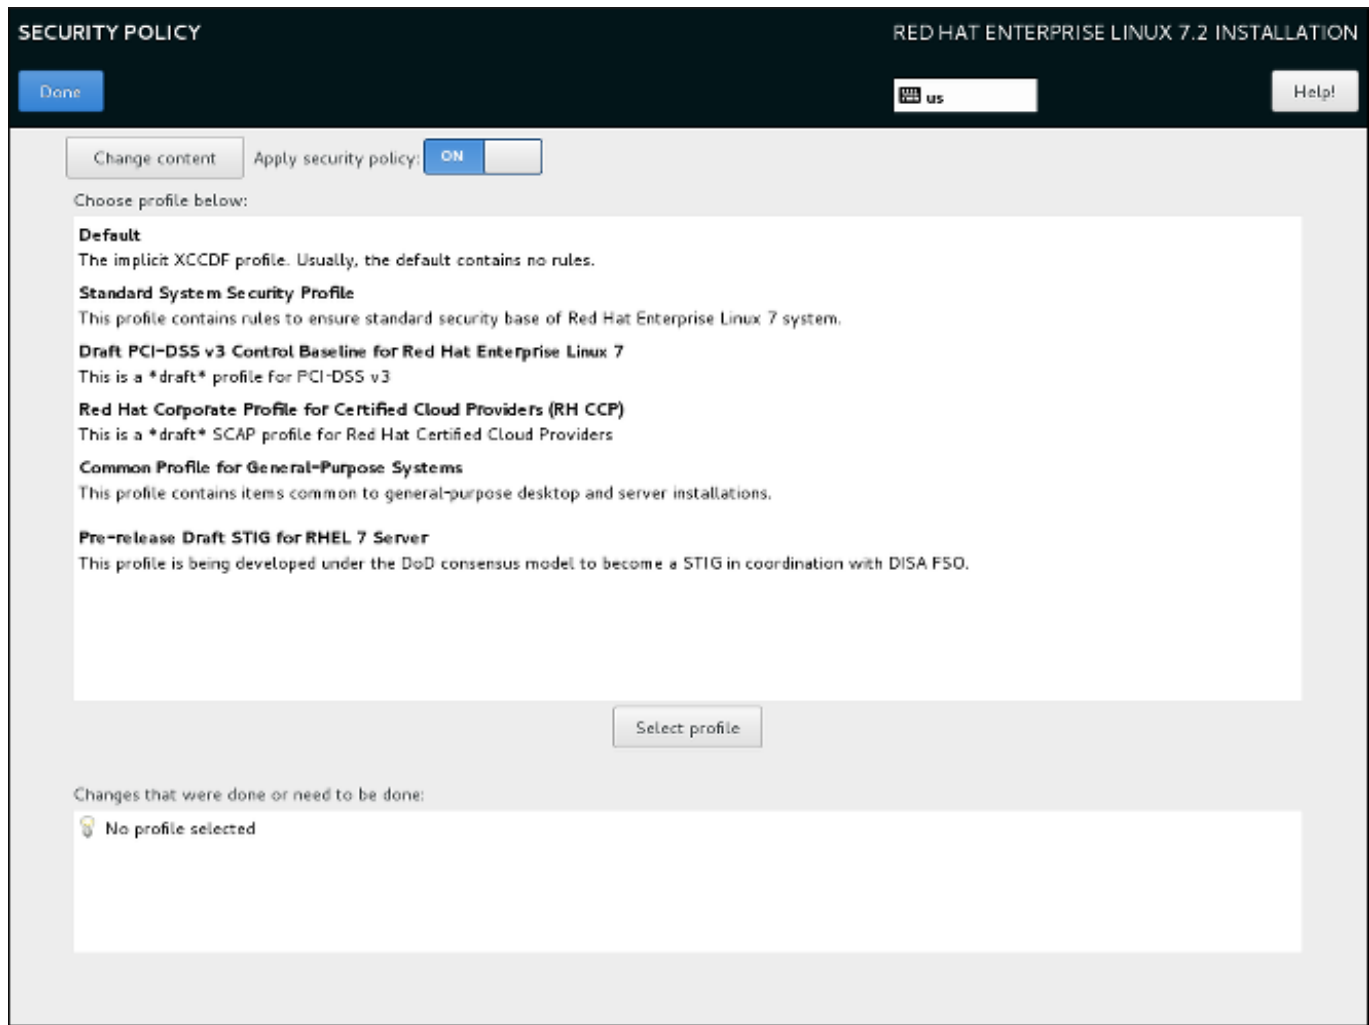 SECURITY POLICY
RED HAT ENTERPRISE LINUX 7.2 INSTALLATION
Done
us
Help!
Change content
Apply security policy:
ON
Choose profile below:
Default
The implicit XCCDF profile. Usually, the default contains no rules.
Standard System Security Profile
This profile contains rules to ensure standard security base of Red Hat Enterprise Linux 7 system.
Draft PCI-DSS v3 Control Baseline for Red Hat Enterprise Linux 7
This is a *draft* profile for PCI-DSS v3
Red Hat Corporate Profile for Certified Cloud Providers (RH CCP)
This is a *draft* SCAP profile for Red Hat Certified Cloud Providers
Common Profile for General-Purpose Systems
This profile contains items common to general-purpose desktop and server installations.
Pre-release Draft STIG for RHEL 7 Server
This profile is being developed under the DoD consensus model to become a STIG in coordination with DISA FSO.
Select profile
Changes that were done or need to be done:
No profile selected